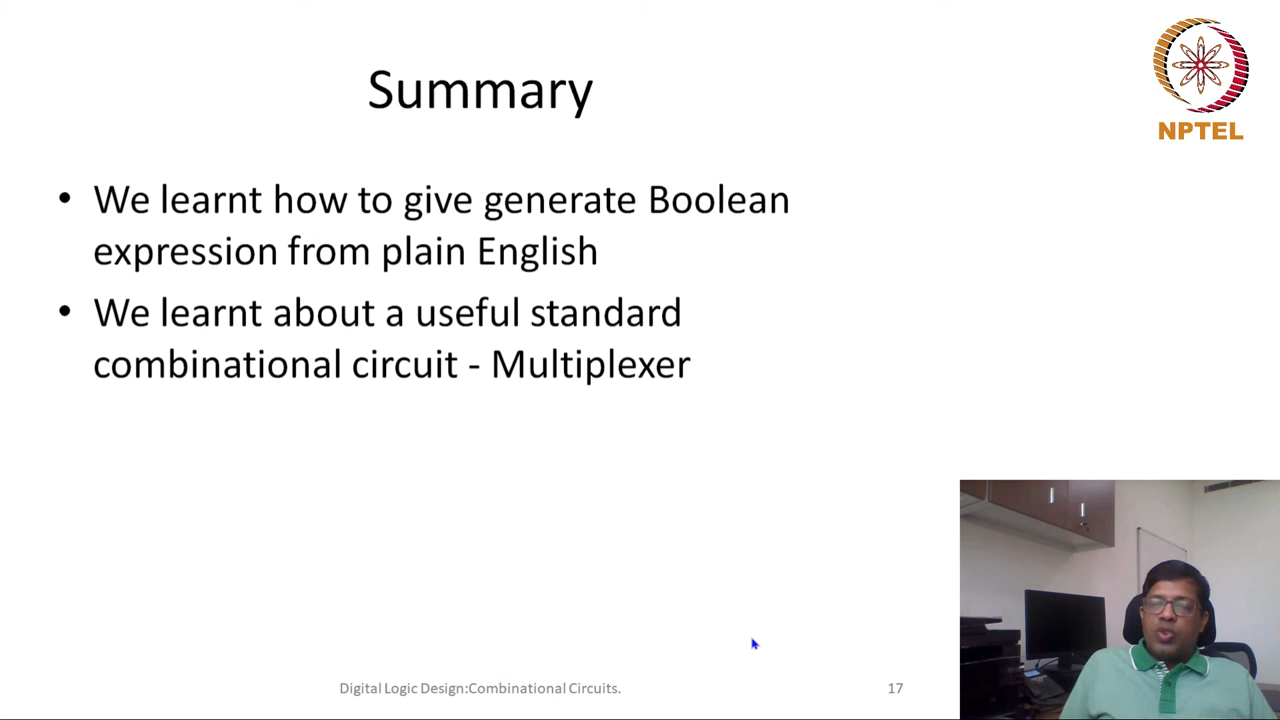 Summary
NPTEL
• We learnt how to give generate Boolean
expression from plain English
• We learnt about a useful standard
combinational circuit - Multiplexer
Digital Logic Design:Combinational Circuits.
17